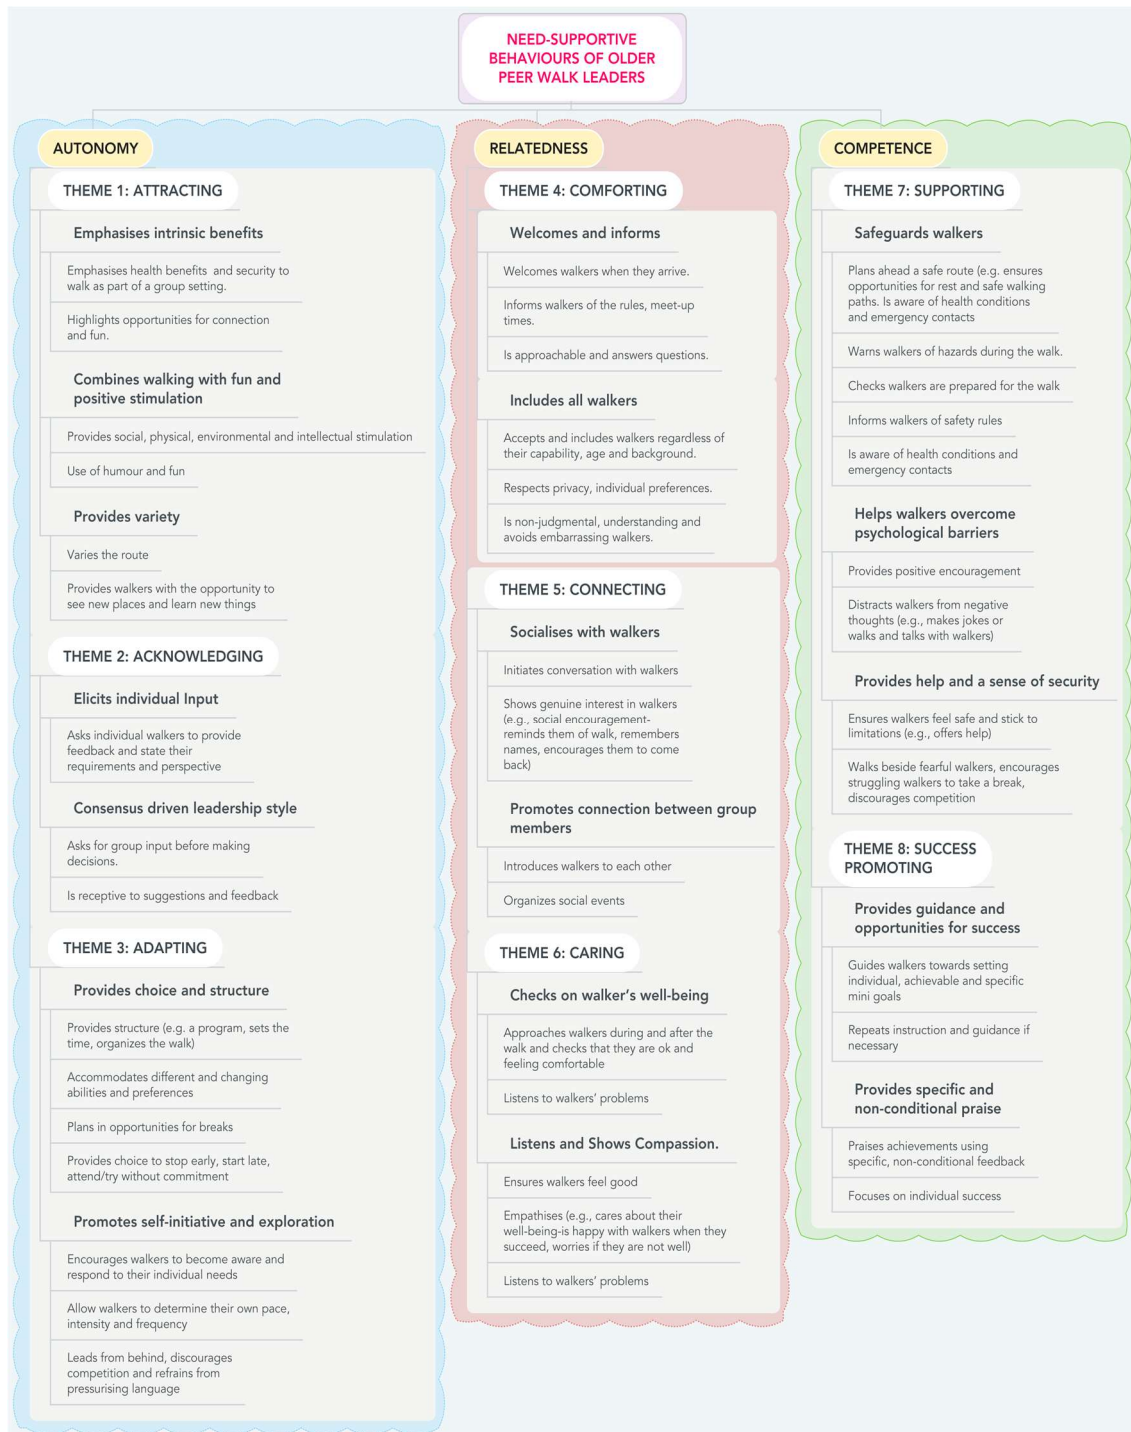 NEED-SUPPORTIVE
BEHAVIOURS OF OLDER
PEER WALK LEADERS
AUTONOMY
THEME 1: ATTRACTING
Emphasises intrinsic benefits
Emphasises health benefits and security to
walk as part of a group setting.
Highlights opportunities for connection
and fun.
Combines walking with fun and
positive stimulation
Provides social, physical, environmental and intellectual stimulation
Use of humour and fun
Provides variety
Varies the route
Provides walkers with the opportunity to
see new places and learn new things
THEME 2: ACKNOWLEDGING
Elicits individual Input
Asks individual walkers to provide
feedback and state their
requirements and perspective
Consensus driven leadership style
Asks for group input before making
decisions.
Is receptive to suggestions and feedback
THEME 3: ADAPTING
Provides choice and structure
Provides structure (e.g. a program, sets the
time, organizes the walk)
Accommodates different and changing
abilities and preferences
Plans in opportunities for breaks
Provides choice to stop early, start late,
attend/try without commitment
Promotes self-initiative and exploration
Encourages walkers to become aware and
respond to their individual needs
Allow walkers to determine their own pace,
intensity and frequency
Leads from behind, discourages
competition and refrains from
pressurising language
RELATEDNESS
THEME 4: COMFORTING
Welcomes and informs
Welcomes walkers when they arrive.
Informs walkers of the rules, meet-up
times.
Is approachable and answers questions.
Includes all walkers
Accepts and includes walkers regardless of
their capability, age and background.
Respects privacy, individual preferences.
Is non-judgmental, understanding and
avoids embarrassing walkers.
THEME 5: CONNECTING
Socialises with walkers
Initiates conversation with walkers
Shows genuine interest in walkers
(e.g., social encouragement-
reminds them of walk, remembers
names, encourages them to come
back)
Promotes connection between group
members
Introduces walkers to each other
Organizes social events
THEME 6: CARING
Checks on walker's well-being
Approaches walkers during and after the
walk and checks that they are ok and
feeling comfortable
Listens to walkers' problems
Listens and Shows Compassion.
Ensures walkers feel good
Empathises (e.g., cares about their
well-being-is happy with walkers when they
succeed, worries if they are not well)
Listens to walkers' problems
COMPETENCE
THEME 7: SUPPORTING
Safeguards walkers
Plans ahead a safe route (e.g. ensures
opportunities for rest and safe walking
paths. Is aware of health conditions
and emergency contacts
Warns walkers of hazards during the walk.
Checks walkers are prepared for the walk
Informs walkers of safety rules
Is aware of health conditions and
emergency contacts
Helps walkers overcome
psychological barriers
Provides positive encouragement
Distracts walkers from negative
thoughts (e.g., makes jokes or
walks and talks with walkers)
Provides help and a sense of security
Ensures walkers feel safe and stick to
limitations (e.g., offers help)
Walks beside fearful walkers, encourages
struggling walkers to take a break,
discourages competition
THEME 8: SUCCESS
PROMOTING
Provides guidance and
opportunities for success
Guides walkers towards setting
individual, achievable and specific
mini goals
Repeats instruction and guidance if
necessary
Provides specific and
non-conditional praise
Praises achievements using
specific, non-conditional feedback
Focuses on individual success